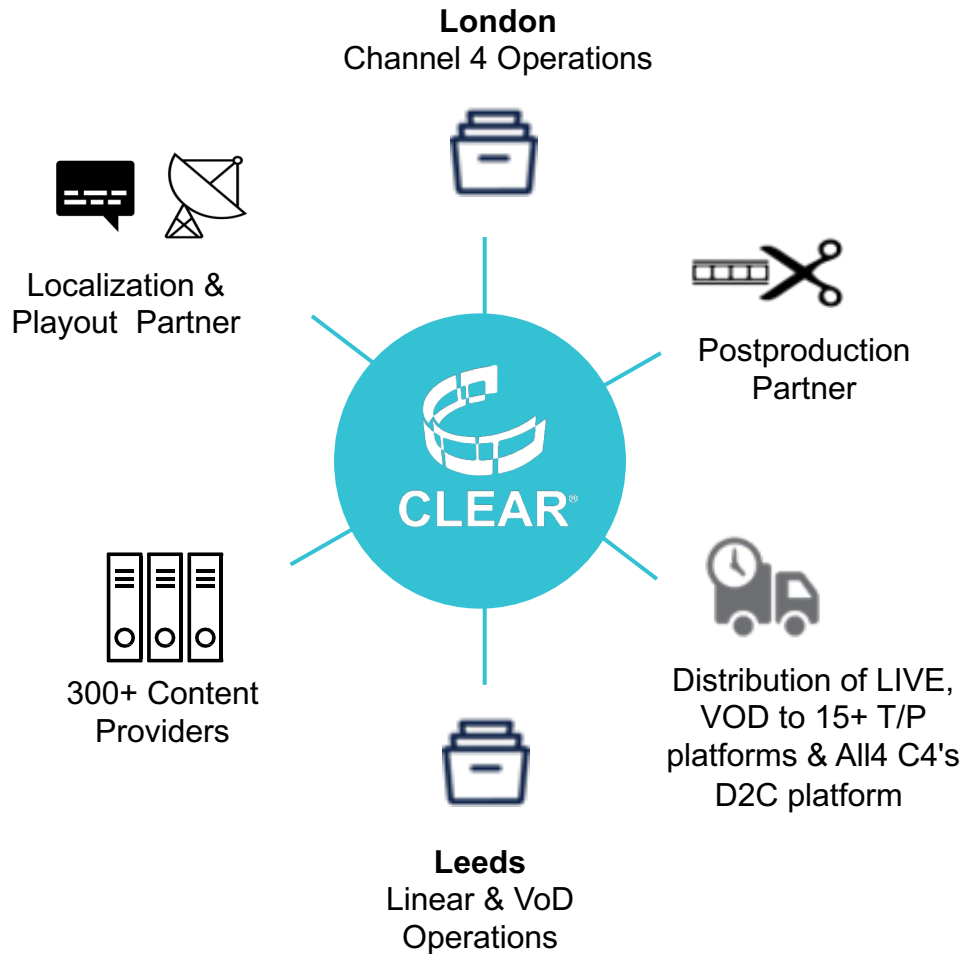 London
Channel 4 Operations
Localization &
Playout  Partner
Postproduction
Partner
CLEAR®
300+ Content
Providers
Distribution of LIVE,
VOD to 15+ T/P
platforms & All4 C4's
D2C platform
Leeds
Linear & VoD
Operations